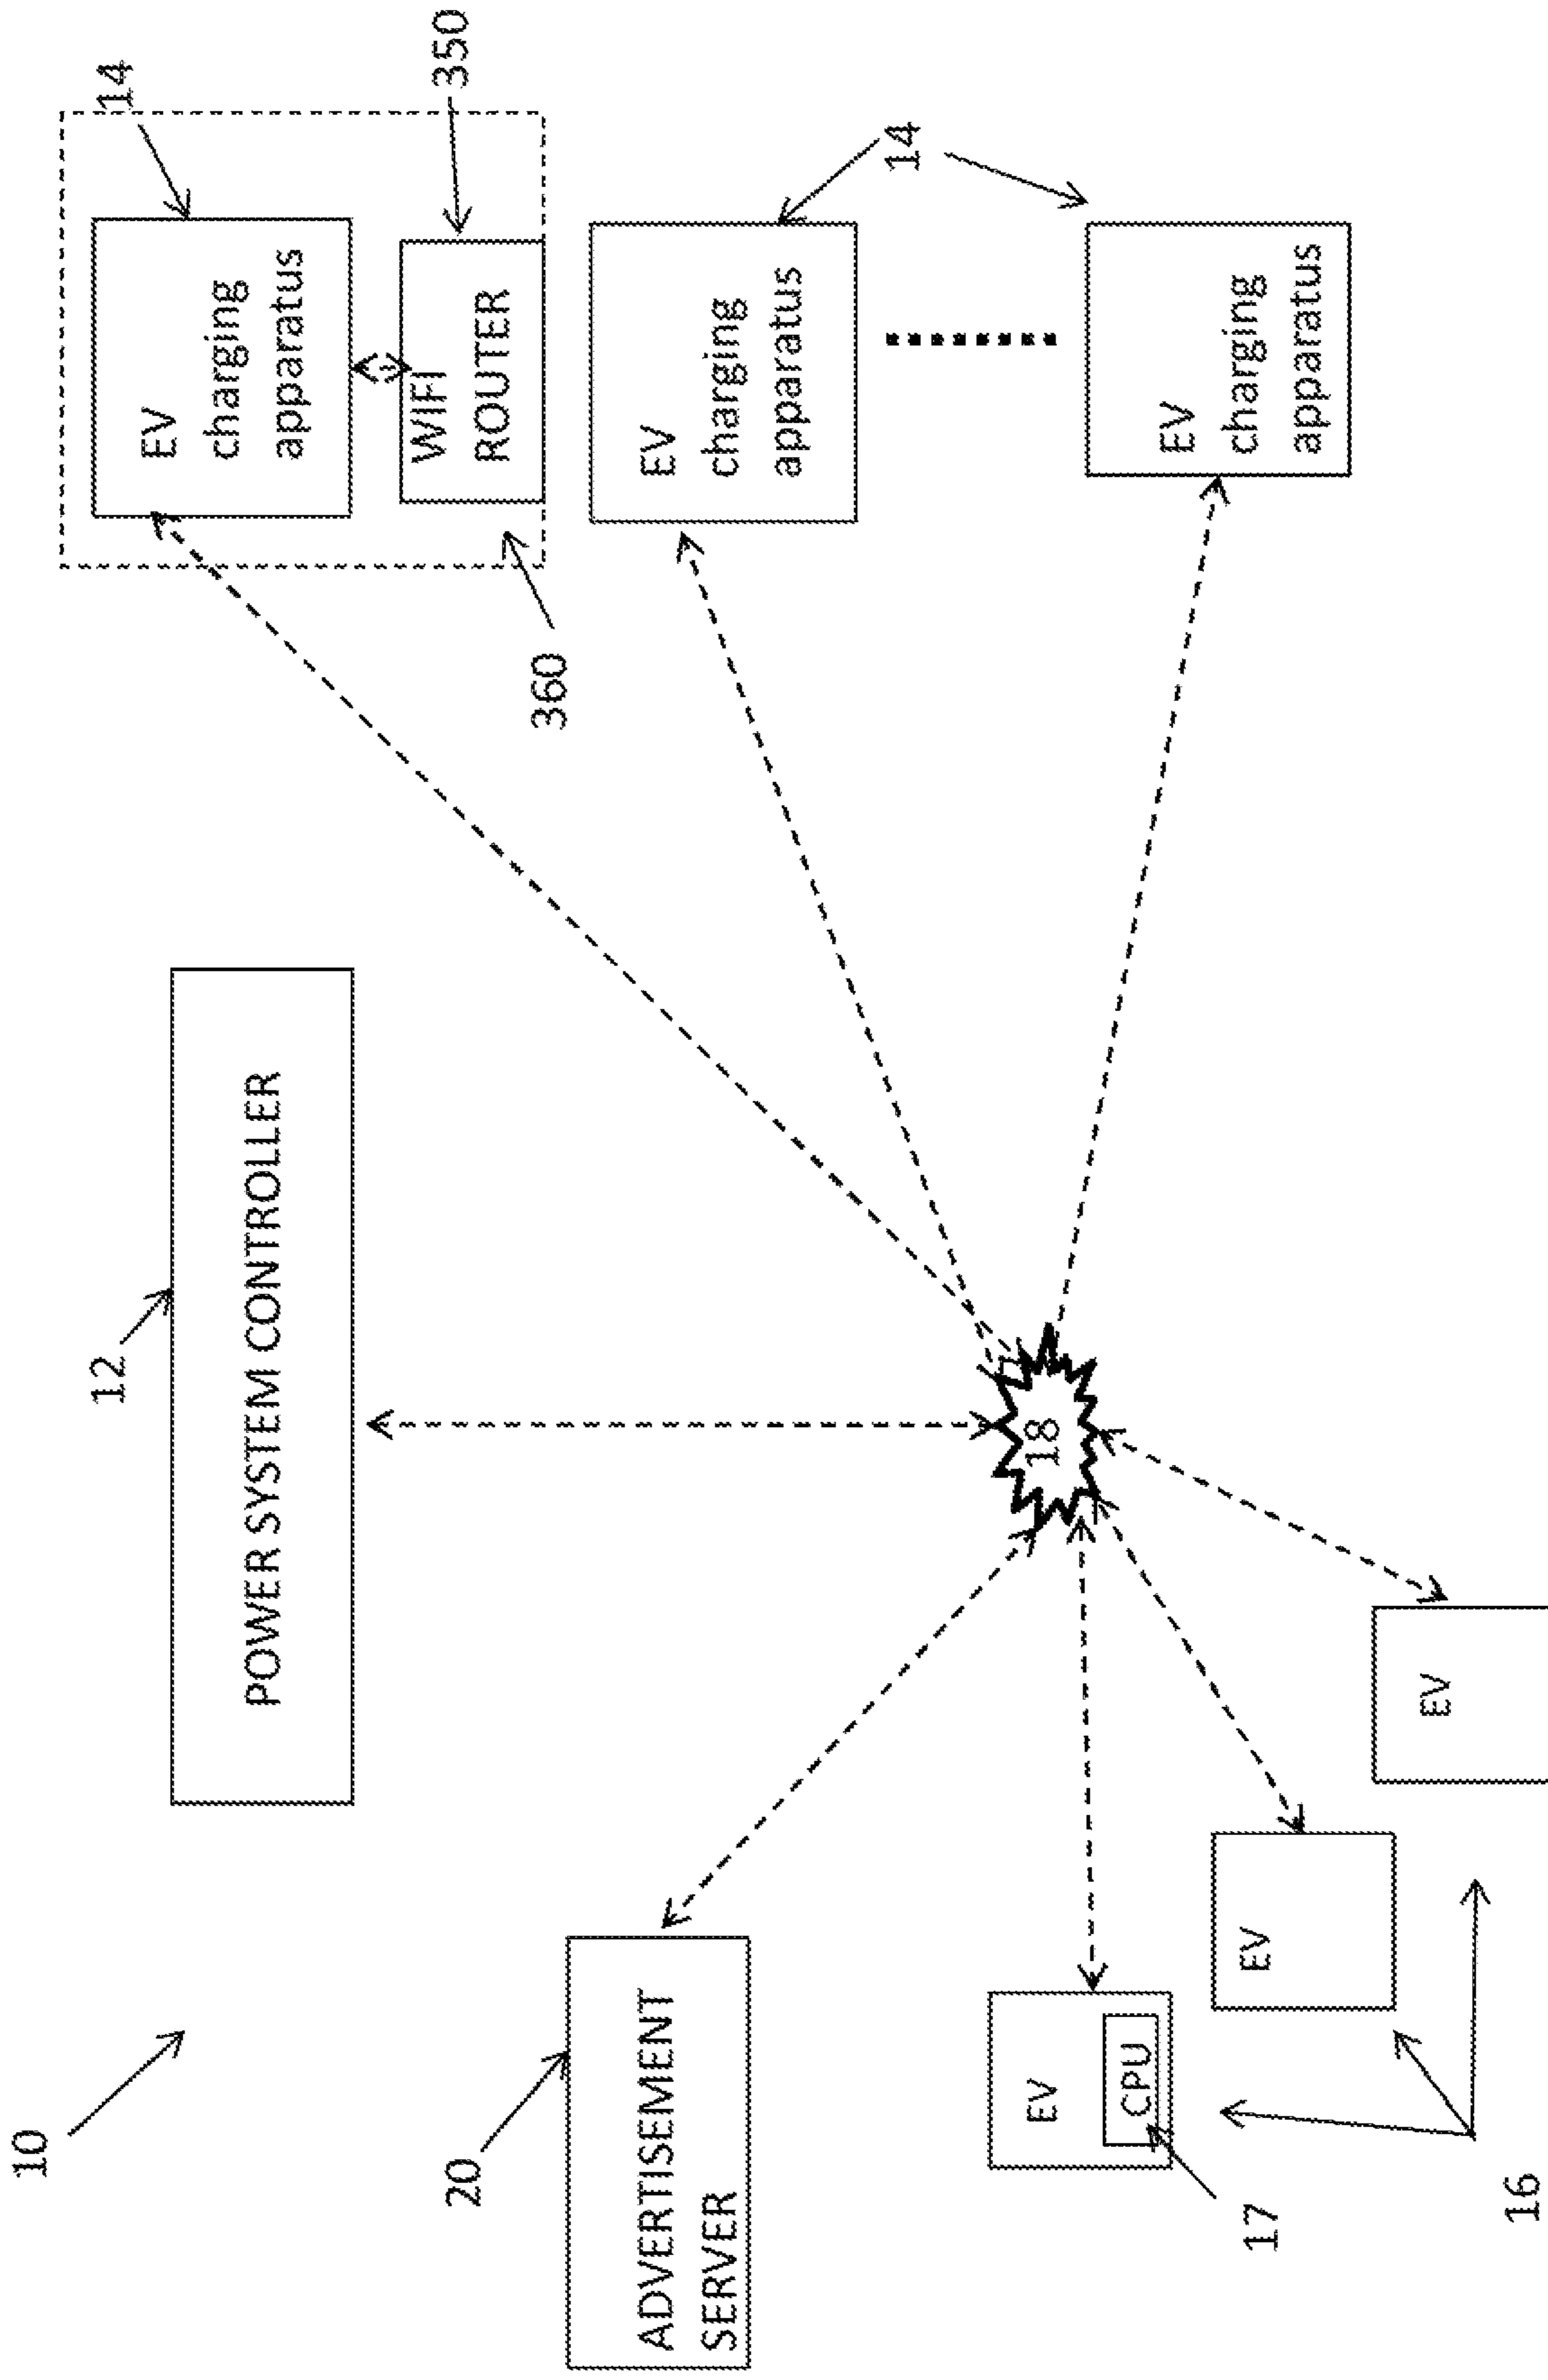 10
12
POWER SYSTEM CONTROLLER
14
EV
charging
apparatus
WIFI
ROUTER
350
360
20
ADVERTISEMENT
SERVER
EV
charging
apparatus
14
EV
charging
apparatus
18
EV
CPU
17
EV
EV
16